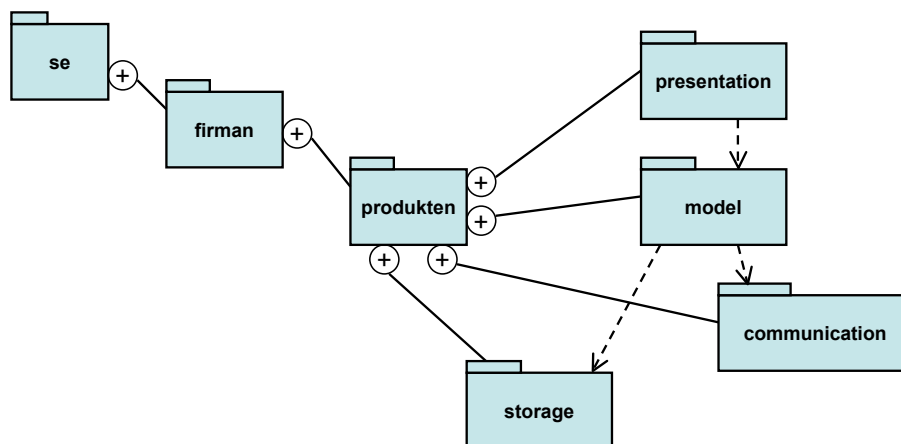 se
firman
produkten
presentation
model
communication
storage